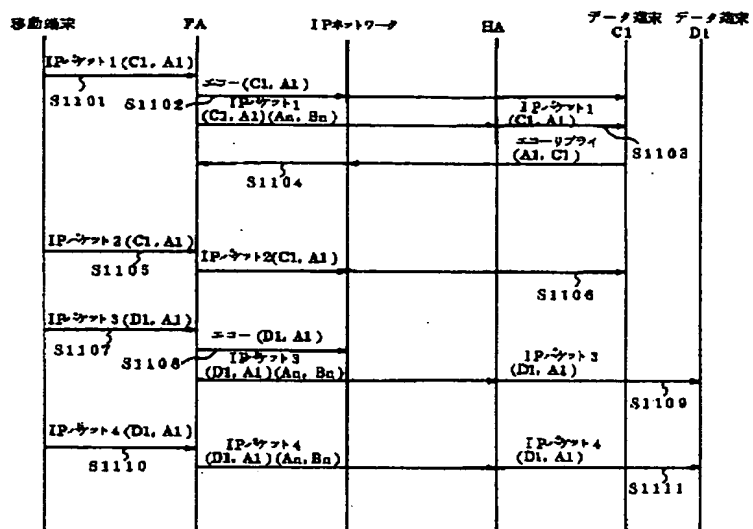 移動端末 FA IPネットワーク HA データ端末 C1 データ端末 D1
IPパケット1(C1, A1)
S1101
エコー(C1, A1)
S1102
IPパケット1
(C1, A1)(An, Bn)
IPパケット1
(C1, A1)
S1103
エコーリプライ
(A1, C1)
S1104
IPパケット2(C1, A1)
S1105
IPパケット2(C1, A1)
S1106
IPパケット3(D1, A1)
S1107
エコー(D1, A1)
S1108
IPパケット3
(D1, A1)(An, Bn)
IPパケット3
(D1, A1)
S1109
IPパケット4(D1, A1)
S1110
IPパケット4
(D1, A1)(An, Bn)
IPパケット4
(D1, A1)
S1111